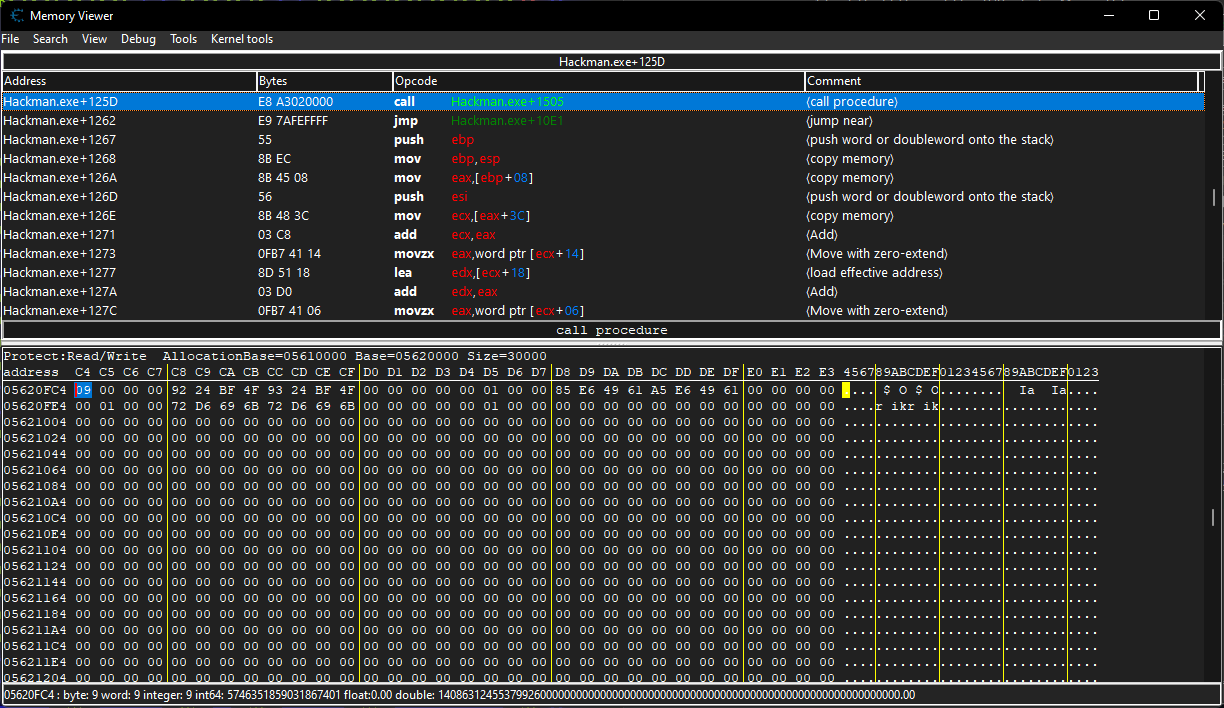 Memory Viewer
File Search View Debug Tools Kernel tools
Hackman.exe+125D
Address Bytes Opcode Comment
Hackman.exe+125D E8 A3020000 call Hackman.exe+1505 (call procedure)
Hackman.exe+1262 E9 7AFEFFFF jmp Hackman.exe+10E1 (jump near)
Hackman.exe+1267 55 push ebp (push word or doubleword onto the stack)
Hackman.exe+1268 8B EC mov ebp,esp (copy memory)
Hackman.exe+126A 8B 45 08 mov eax,[ebp+08] (copy memory)
Hackman.exe+126D 56 push esi (push word or doubleword onto the stack)
Hackman.exe+126E 8B 48 3C mov ecx,[eax+3C] (copy memory)
Hackman.exe+1271 03 C8 add ecx,eax (Add)
Hackman.exe+1273 0FB7 41 14 movzx eax,word ptr [ecx+14] (Move with zero-extend)
Hackman.exe+1277 8D 51 18 lea edx,[ecx+18] (load effective address)
Hackman.exe+127A 03 D0 add edx,eax (Add)
Hackman.exe+127C 0FB7 41 06 movzx eax,word ptr [ecx+06] (Move with zero-extend)
call procedure
Protect:Read/Write AllocationBase=05610000 Base=05620000 Size=30000
address C4 C5 C6 C7 C8 C9 CA CB CC CD CE CF D0 D1 D2 D3 D4 D5 D6 D7 D8 D9 DA DB DC DD DE DF E0 E1 E2 E3 456789ABCDEF0123456789ABCDEF0123
05620FC4 09 00 00 00 92 24 BF 4F 93 24 BF 4F 00 00 00 00 00 01 00 00 85 E6 49 61 A5 E6 49 61 00 00 00 00 .... $ O $ O........ Ia Ia....
05620FE4 00 01 00 00 72 D6 69 6B 72 D6 69 6B 00 00 00 00 00 01 00 00 00 00 00 00 00 00 00 00 00 00 00 00 ....r ikr ik....................
05621004 00 00 00 00 00 00 00 00 00 00 00 00 00 00 00 00 00 00 00 00 00 00 00 00 00 00 00 00 00 00 00 00 ................................
05621024 00 00 00 00 00 00 00 00 00 00 00 00 00 00 00 00 00 00 00 00 00 00 00 00 00 00 00 00 00 00 00 00 ................................
05621044 00 00 00 00 00 00 00 00 00 00 00 00 00 00 00 00 00 00 00 00 00 00 00 00 00 00 00 00 00 00 00 00 ................................
05621064 00 00 00 00 00 00 00 00 00 00 00 00 00 00 00 00 00 00 00 00 00 00 00 00 00 00 00 00 00 00 00 00 ................................
05621084 00 00 00 00 00 00 00 00 00 00 00 00 00 00 00 00 00 00 00 00 00 00 00 00 00 00 00 00 00 00 00 00 ................................
056210A4 00 00 00 00 00 00 00 00 00 00 00 00 00 00 00 00 00 00 00 00 00 00 00 00 00 00 00 00 00 00 00 00 ................................
056210C4 00 00 00 00 00 00 00 00 00 00 00 00 00 00 00 00 00 00 00 00 00 00 00 00 00 00 00 00 00 00 00 00 ................................
056210E4 00 00 00 00 00 00 00 00 00 00 00 00 00 00 00 00 00 00 00 00 00 00 00 00 00 00 00 00 00 00 00 00 ................................
05621104 00 00 00 00 00 00 00 00 00 00 00 00 00 00 00 00 00 00 00 00 00 00 00 00 00 00 00 00 00 00 00 00 ................................
05621124 00 00 00 00 00 00 00 00 00 00 00 00 00 00 00 00 00 00 00 00 00 00 00 00 00 00 00 00 00 00 00 00 ................................
05621144 00 00 00 00 00 00 00 00 00 00 00 00 00 00 00 00 00 00 00 00 00 00 00 00 00 00 00 00 00 00 00 00 ................................
05621164 00 00 00 00 00 00 00 00 00 00 00 00 00 00 00 00 00 00 00 00 00 00 00 00 00 00 00 00 00 00 00 00 ................................
05621184 00 00 00 00 00 00 00 00 00 00 00 00 00 00 00 00 00 00 00 00 00 00 00 00 00 00 00 00 00 00 00 00 ................................
056211A4 00 00 00 00 00 00 00 00 00 00 00 00 00 00 00 00 00 00 00 00 00 00 00 00 00 00 00 00 00 00 00 00 ................................
056211C4 00 00 00 00 00 00 00 00 00 00 00 00 00 00 00 00 00 00 00 00 00 00 00 00 00 00 00 00 00 00 00 00 ................................
056211E4 00 00 00 00 00 00 00 00 00 00 00 00 00 00 00 00 00 00 00 00 00 00 00 00 00 00 00 00 00 00 00 00 ................................
05621204 00 00 00 00 00 00 00 00 00 00 00 00 00 00 00 00 00 00 00 00 00 00 00 00 00 00 00 00 00 00 00 00 ................................
05620FC4 : byte: 9 word: 9 integer: 9 int64: 5746351859031867401 float:0.00 double: